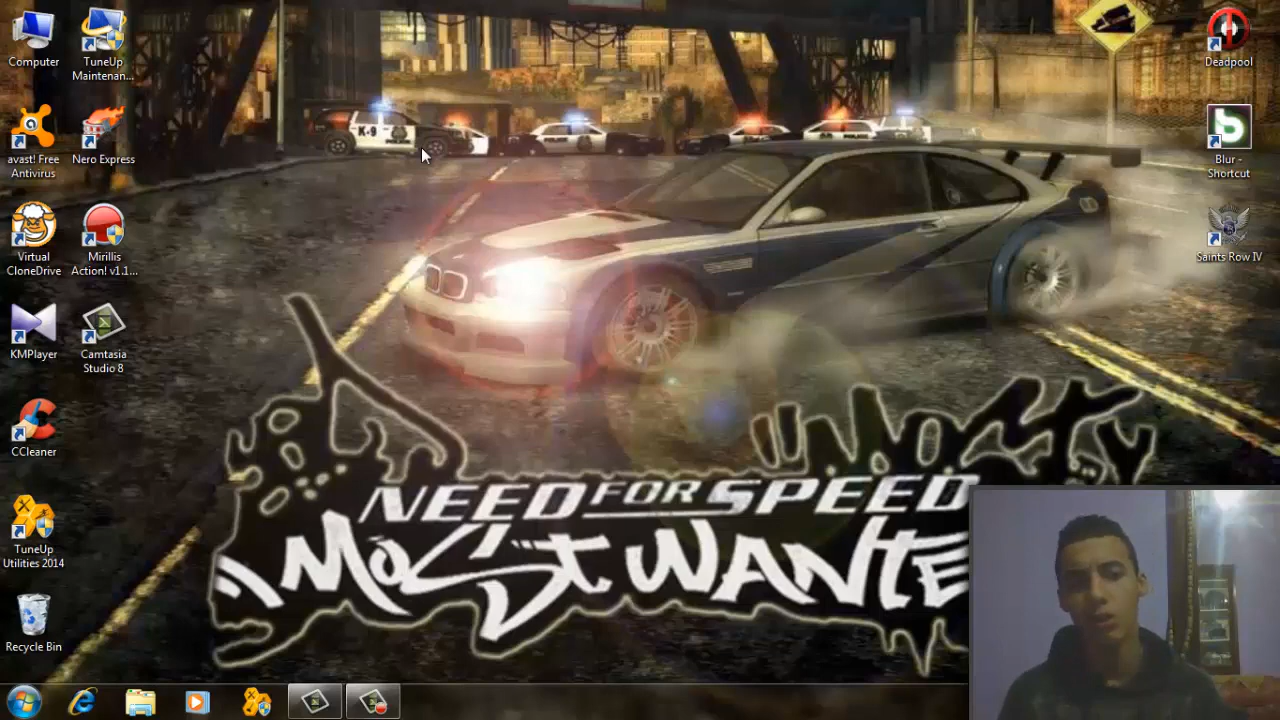 Computer
TuneUp
Maintenan...
avast! Free
Antivirus
Nero Express
Virtual
CloneDrive
Mirillis
Action! v1.1...
KMPlayer
Camtasia
Studio 8
CCleaner
TuneUp
Utilities 2014
Recycle Bin
Deadpool
Blur -
Shortcut
Saints Row IV
K-9
NEED FOR SPEED
MOST WANTE